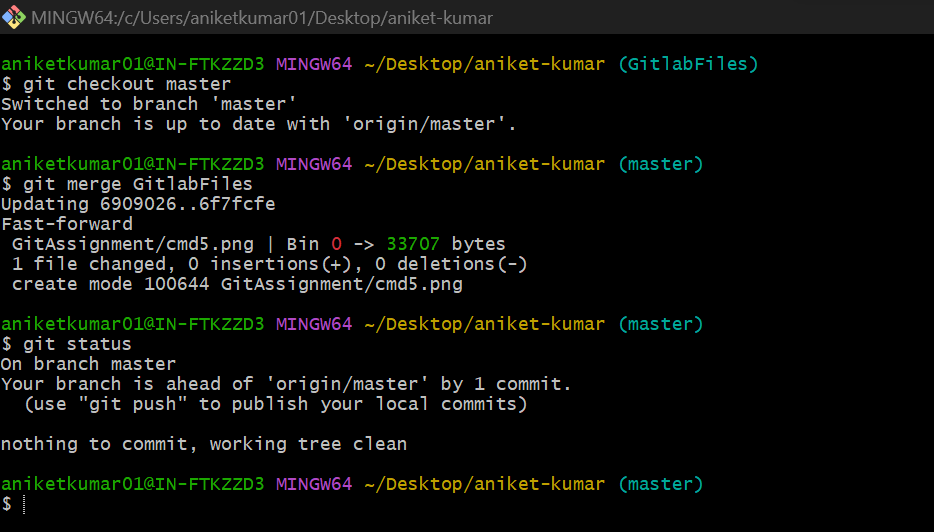 MINGW64:/c/Users/aniketkumar01/Desktop/aniket-kumar
aniketkumar01@IN-FTKZZD3 MINGW64 ~/Desktop/aniket-kumar (GitlabFiles)
$ git checkout master
Switched to branch 'master'
Your branch is up to date with 'origin/master'.
aniketkumar01@IN-FTKZZD3 MINGW64 ~/Desktop/aniket-kumar (master)
$ git merge GitlabFiles
Updating 6909026..6f7fcfe
Fast-forward
 GitAssignment/cmd5.png | Bin 0 -> 33707 bytes
 1 file changed, 0 insertions(+), 0 deletions(-)
 create mode 100644 GitAssignment/cmd5.png
aniketkumar01@IN-FTKZZD3 MINGW64 ~/Desktop/aniket-kumar (master)
$ git status
On branch master
Your branch is ahead of 'origin/master' by 1 commit.
  (use "git push" to publish your local commits)
nothing to commit, working tree clean
aniketkumar01@IN-FTKZZD3 MINGW64 ~/Desktop/aniket-kumar (master)
$